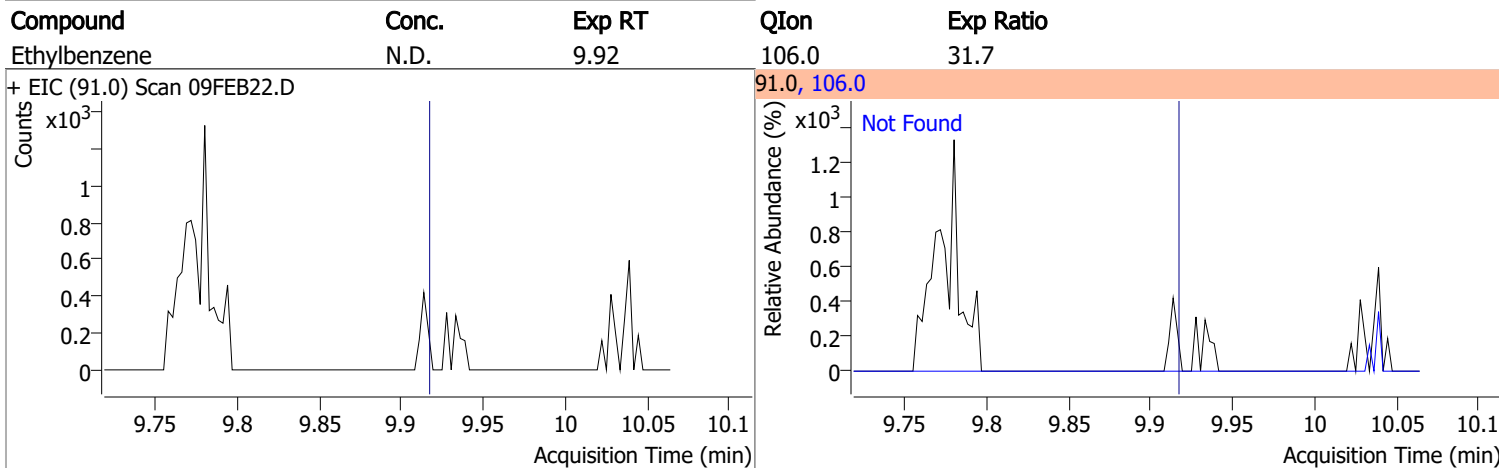 Compound Conc. Exp RT QIon Exp Ratio
Ethylbenzene N.D. 9.92 106.0 31.7
+ EIC (91.0) Scan 09FEB22.D
Counts
x10³
1
0.8
0.6
0.4
0.2
0
9.75 9.8 9.85 9.9 9.95 10 10.05 10.1
Acquisition Time (min)
91.0, 106.0
Relative Abundance (%)
x10³
Not Found
1.2
1
0.8
0.6
0.4
0.2
0
9.75 9.8 9.85 9.9 9.95 10 10.05 10.1
Acquisition Time (min)